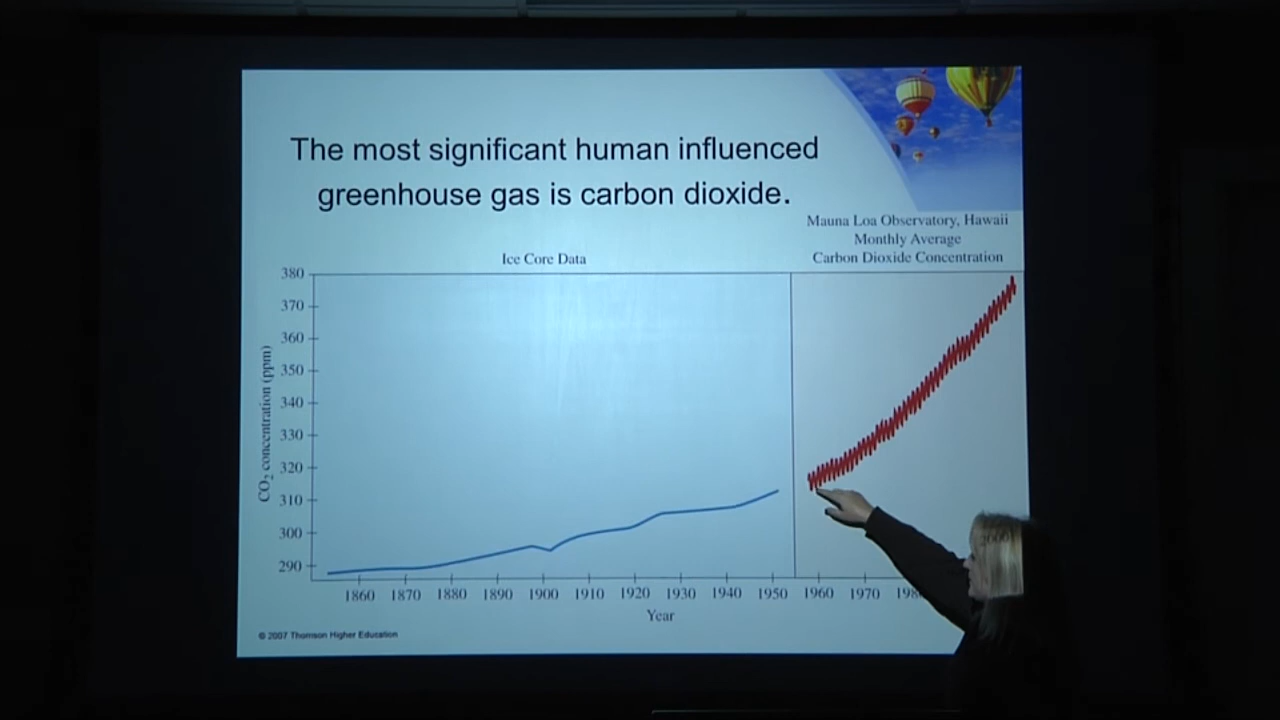 The most significant human influenced
greenhouse gas is carbon dioxide.
Mauna Loa Observatory, Hawaii
Monthly Average
Carbon Dioxide Concentration
Ice Core Data
380
370
360
350
340
330
320
310
300
290
CO₂ concentration (ppm)
1860 1870 1880 1890 1900 1910 1920 1930 1940 1950 1960 1970 198
2000
Year
© 2007 Thomson Higher Education